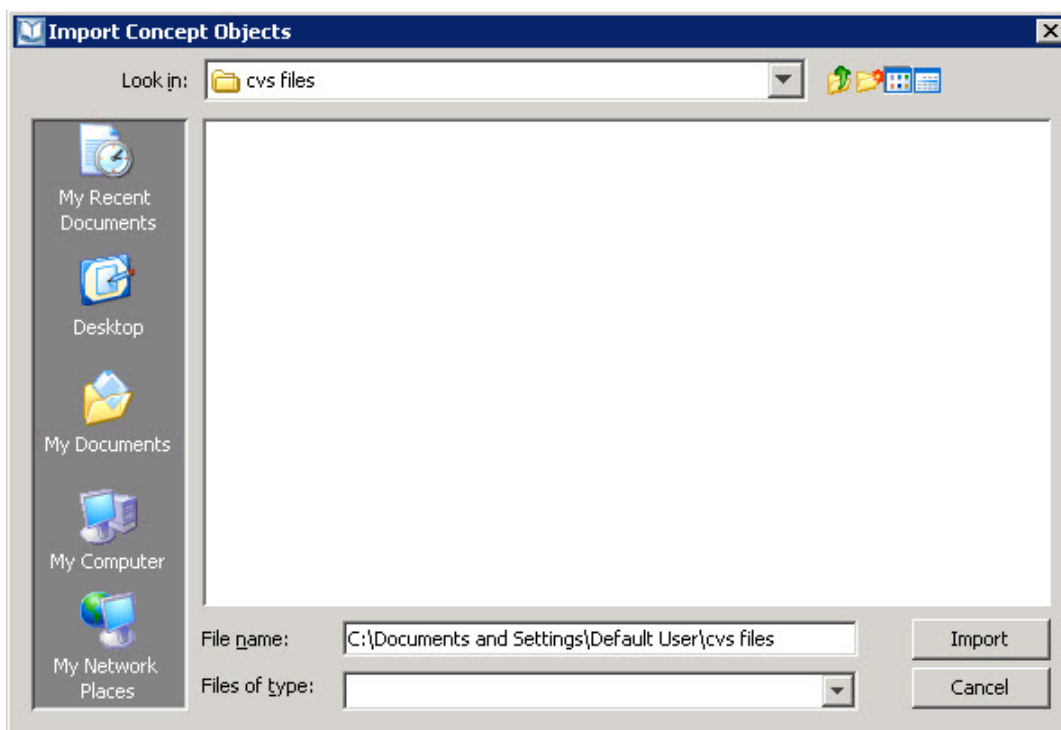 Import Concept Objects
Look in:
cvs files
My Recent
Documents
Desktop
My Documents
My Computer
My Network
Places
File name:
C:\Documents and Settings\Default User\cvs files
Import
Files of type:
Cancel